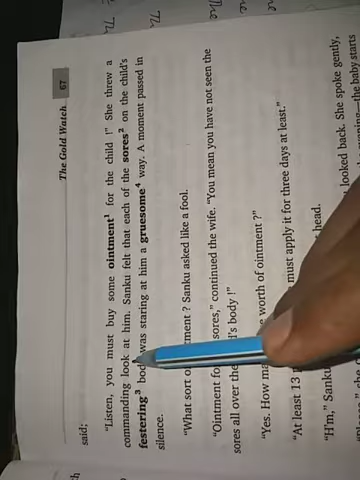 The Gold Watch 67
said;
"Listen, you must buy some ointment¹ for the child !" She threw a
commanding look at him. Sanku felt that each of the sores² on the child's
festering³ was staring at him a gruesome⁴ way. A moment passed in
silence.
"What sort ? Sanku asked like a fool.
"Ointment sores," continued the wife. "You mean you have not seen the
sores all over the body !"
"Yes. How worth of ointment ?"
"At least 13 must apply it for three days at least."
"H'm," head.
looked back. She spoke gently,
the baby starts